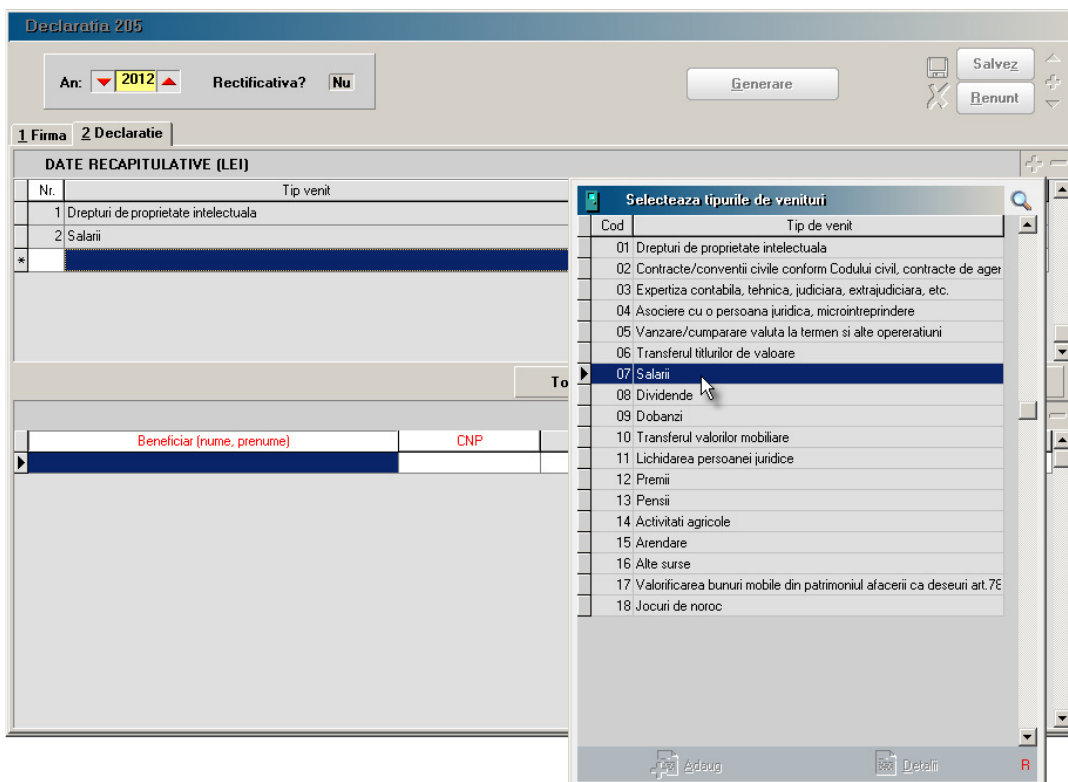 Declaratia 205
An: 2012 Rectificativa? Nu
Generare
Salvez
Renunt
1 Firma 2 Declaratie
DATE RECAPITULATIVE (LEI)
Nr. Tip venit
1 Drepturi de proprietate intelectuala
2 Salarii
*
To
Beneficiar (nume, prenume) CNP
Selecteaza tipurile de venituri
Cod Tip de venit
01 Drepturi de proprietate intelectuala
02 Contracte/conventii civile conform Codului civil, contracte de ager
03 Expertiza contabila, tehnica, judiciara, extrajudiciara, etc.
04 Asociere cu o persoana juridica, microintreprindere
05 Vanzare/cumparare valuta la termen si alte opereratiuni
06 Transferul titlurilor de valoare
07 Salarii
08 Dividende
09 Dobanzi
10 Transferul valorilor mobiliare
11 Lichidarea persoanei juridice
12 Premii
13 Pensii
14 Activitati agricole
15 Arendare
16 Alte surse
17 Valorificarea bunuri mobile din patrimoniul afacerii ca deseuri art.78
18 Jocuri de noroc
Adaug Detalii R